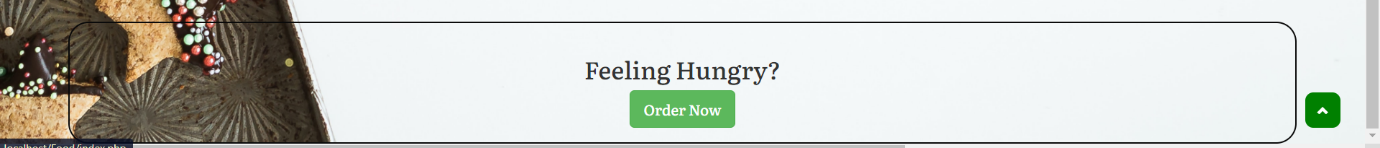 Feeling Hungry?
Order Now
localhost/Food/index.php